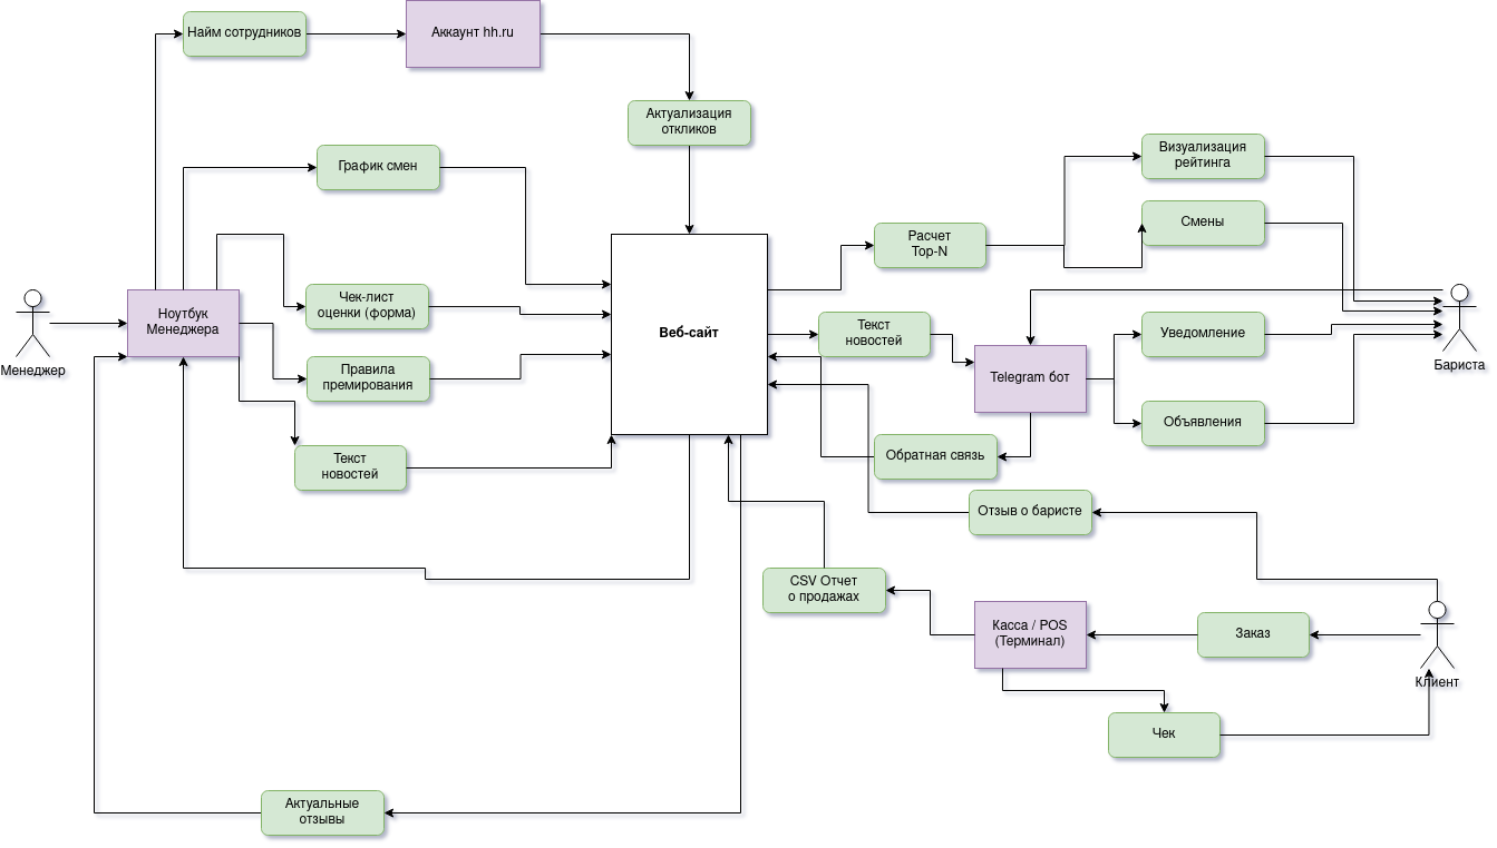 Найм сотрудников
Аккаунт hh.ru
Актуализация
откликов
График смен
Визуализация
рейтинга
Смены
Расчет
Top-N
Чек-лист
оценки (форма)
Ноутбук
Менеджера
Менеджер
Веб-сайт
Текст
новостей
Уведомление
Бариста
Правила
премирования
Telegram бот
Объявления
Текст
новостей
Обратная связь
Отзыв о баристе
CSV Отчет
о продажах
Касса / POS
(Терминал)
Заказ
Клиент
Чек
Актуальные
отзывы